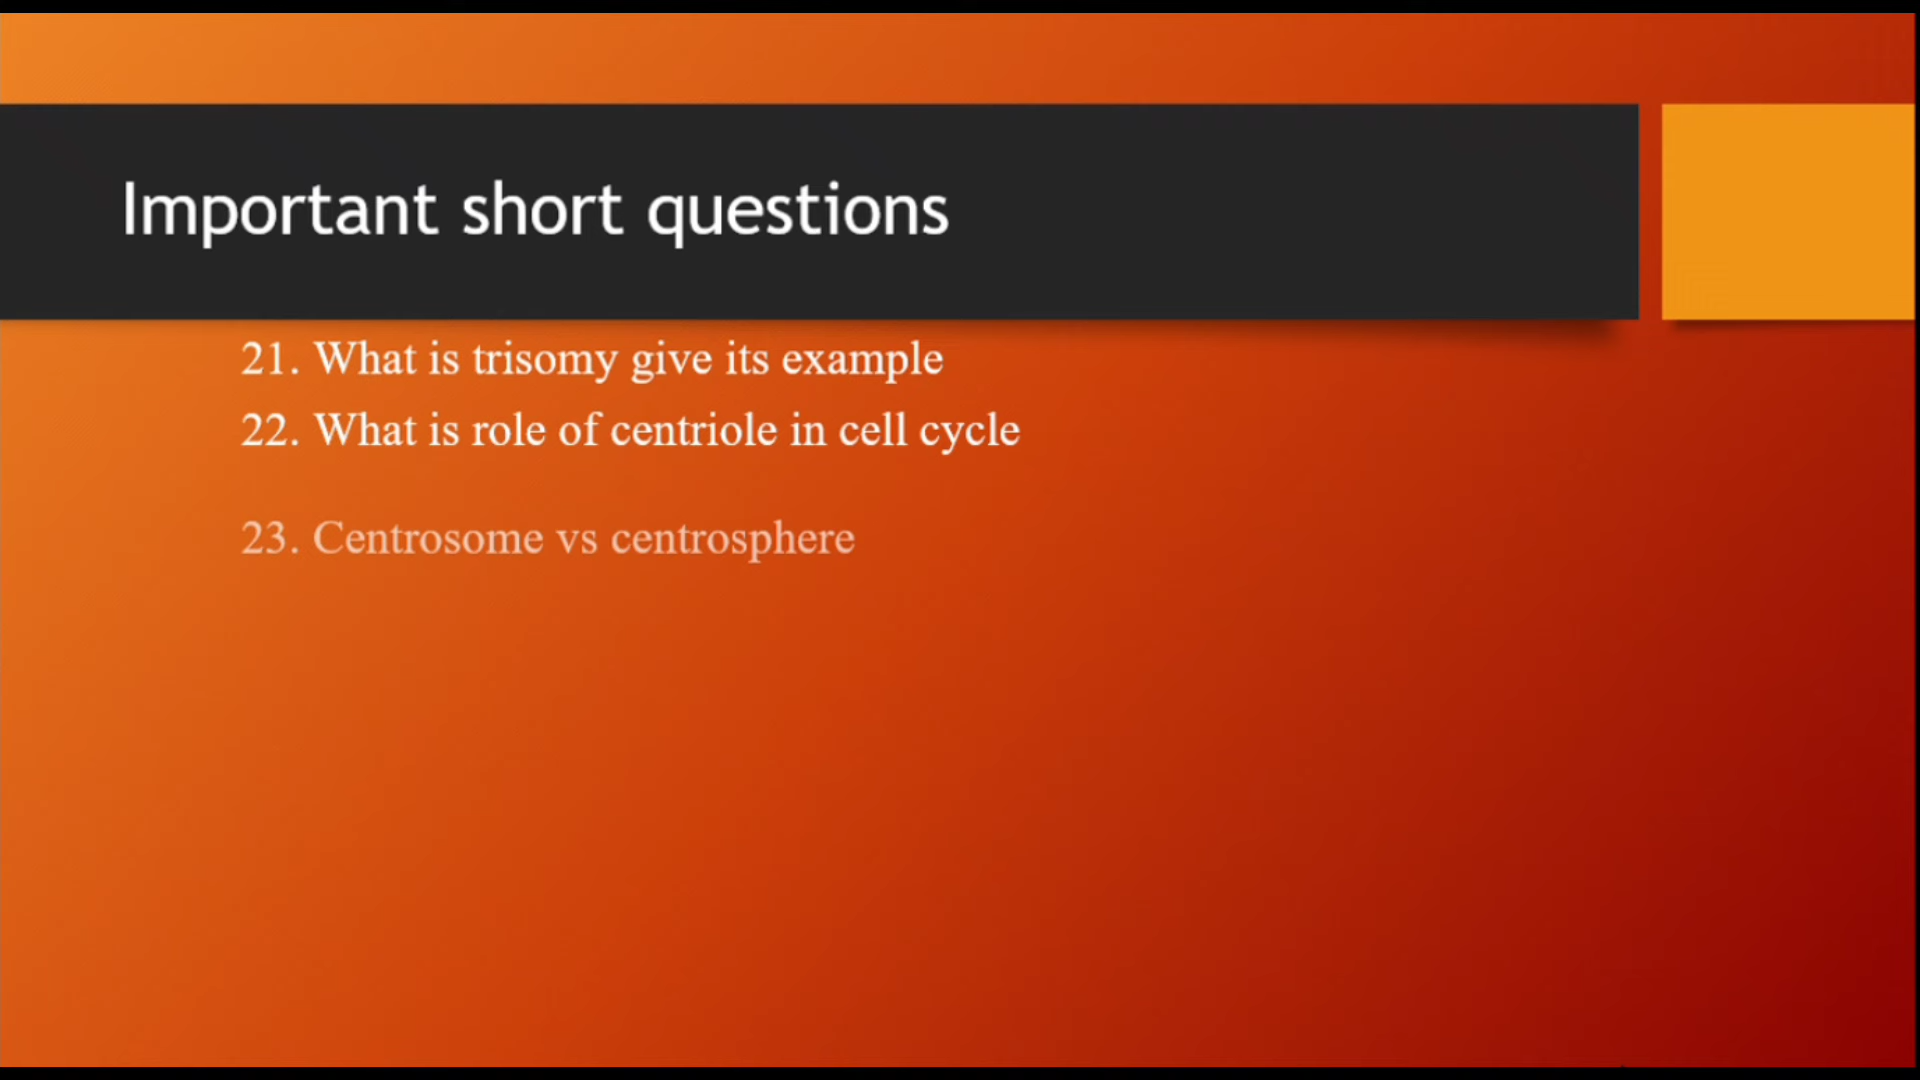 Important short questions
21. What is trisomy give its example
22. What is role of centriole in cell cycle
23. Centrosome vs centrosphere